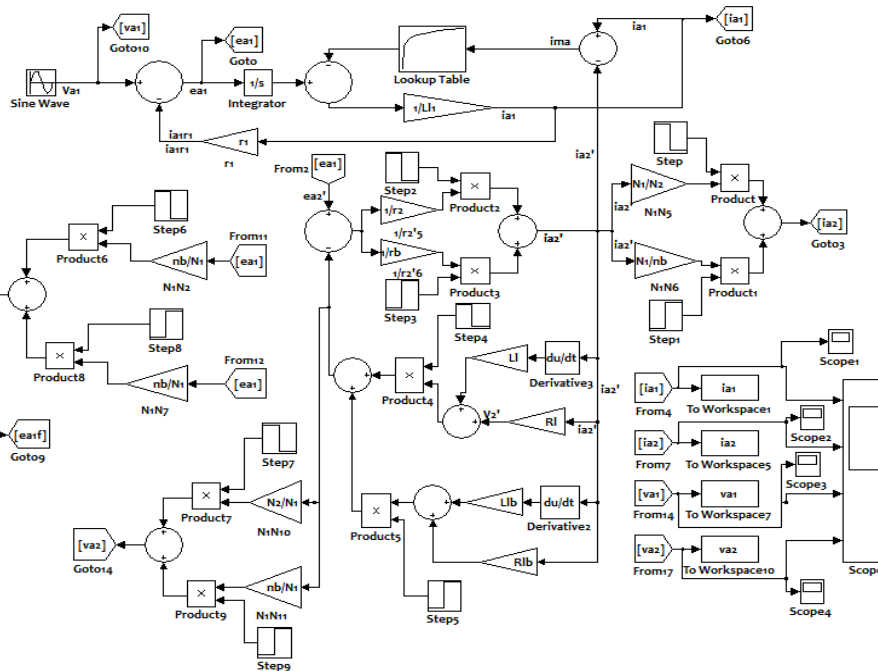 [va1]
Goto10
[ea1]
Goto
ia1
[ia1]
Goto6
ima
Lookup Table
Sine Wave
Va1
ea1
1/s
Integrator
1/Ll1
ia1
ia1r1
ia1r1
r1
r1
ia2'
From2
[ea1]
ea2'
Step2
1/r2
Product2
1/r2'5
1/rb
1/r2'6
Product3
Step3
ia2'
ia2'
ia2'
N1/N2
N1N5
N1/nb
N1N6
Step
Product
Product1
Step1
[ia2]
Goto3
Step6
Product6
From11
nb/N1
[ea1]
N1N2
Step8
Product8
From12
nb/N1
[ea1]
N1N7
[ea1f]
Goto9
Step4
Product4
Ll
du/dt
Derivative3
V2'
Rl
ia2'
ia2'
Step7
Product7
N2/N1
N1N10
[va2]
Goto14
Product9
nb/N1
N1N11
Step9
Product5
Llb
du/dt
Derivative2
Rlb
Step5
Scope1
[ia1]
From4
ia1
To Workspace1
Scope2
[ia2]
From7
ia2
To Workspace5
Scope3
[va1]
From14
va1
To Workspace7
[va2]
From17
va2
To Workspace10
Scope4
Scope